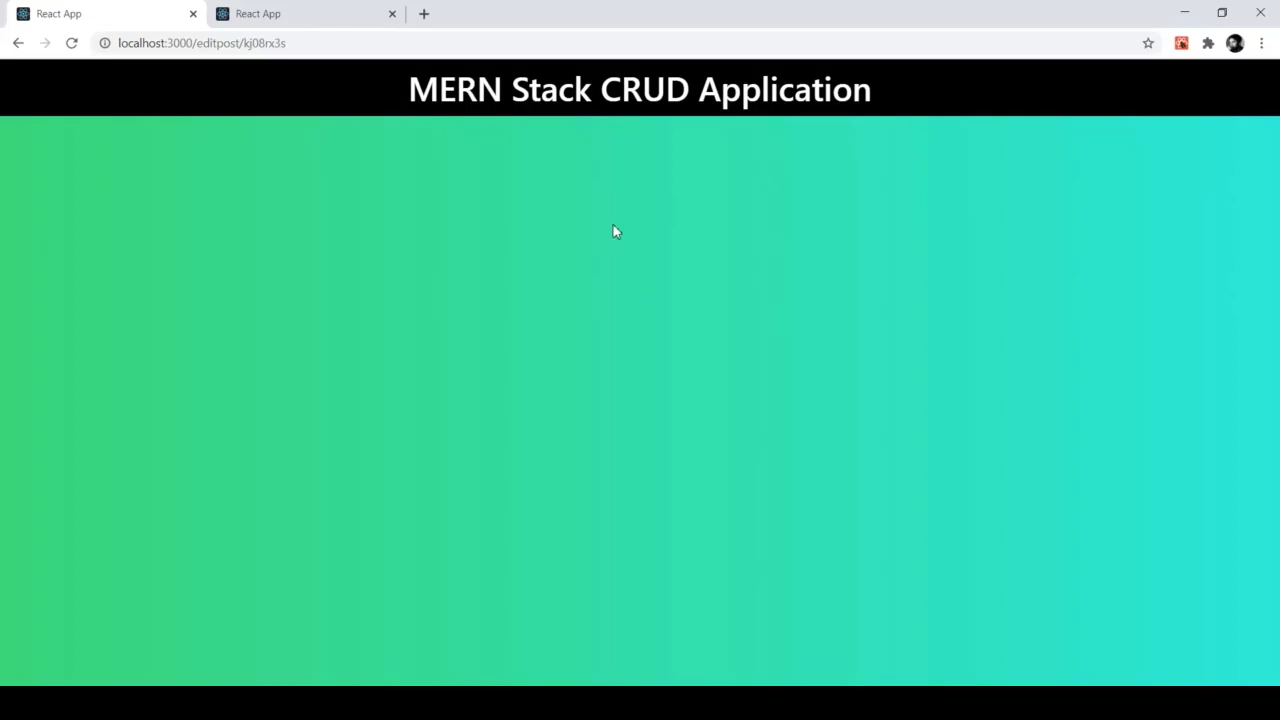 React App
React App
localhost:3000/editpost/kj08rx3s
MERN Stack CRUD Application